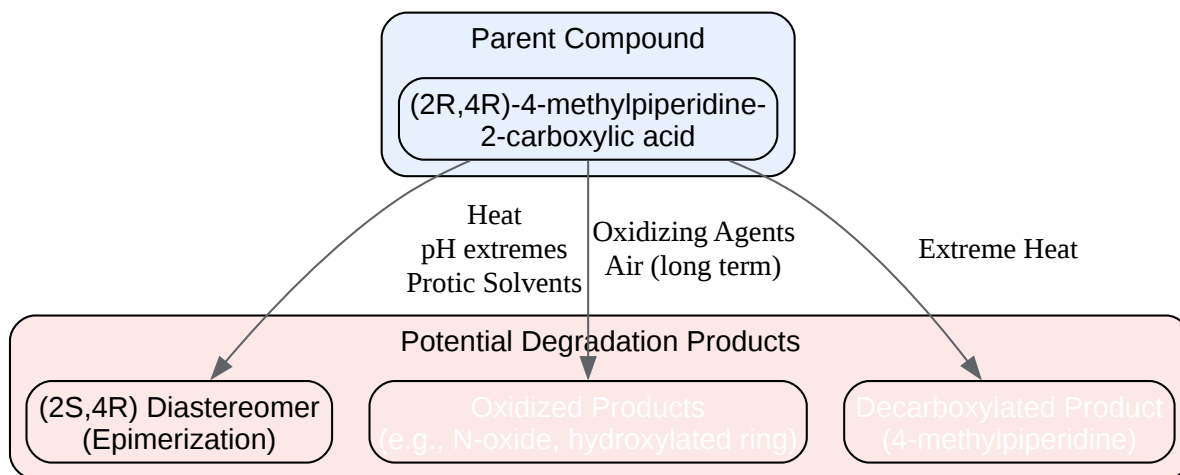 Parent Compound
(2R,4R)-4-methylpiperidine-
2-carboxylic acid
Heat
pH extremes
Protic Solvents
Oxidizing Agents
Air (long term)
Extreme Heat
Potential Degradation Products
(2S,4R) Diastereomer
(Epimerization)
Oxidized Products
(e.g., N-oxide, hydroxylated ring)
Decarboxylated Product
(4-methylpiperidine)